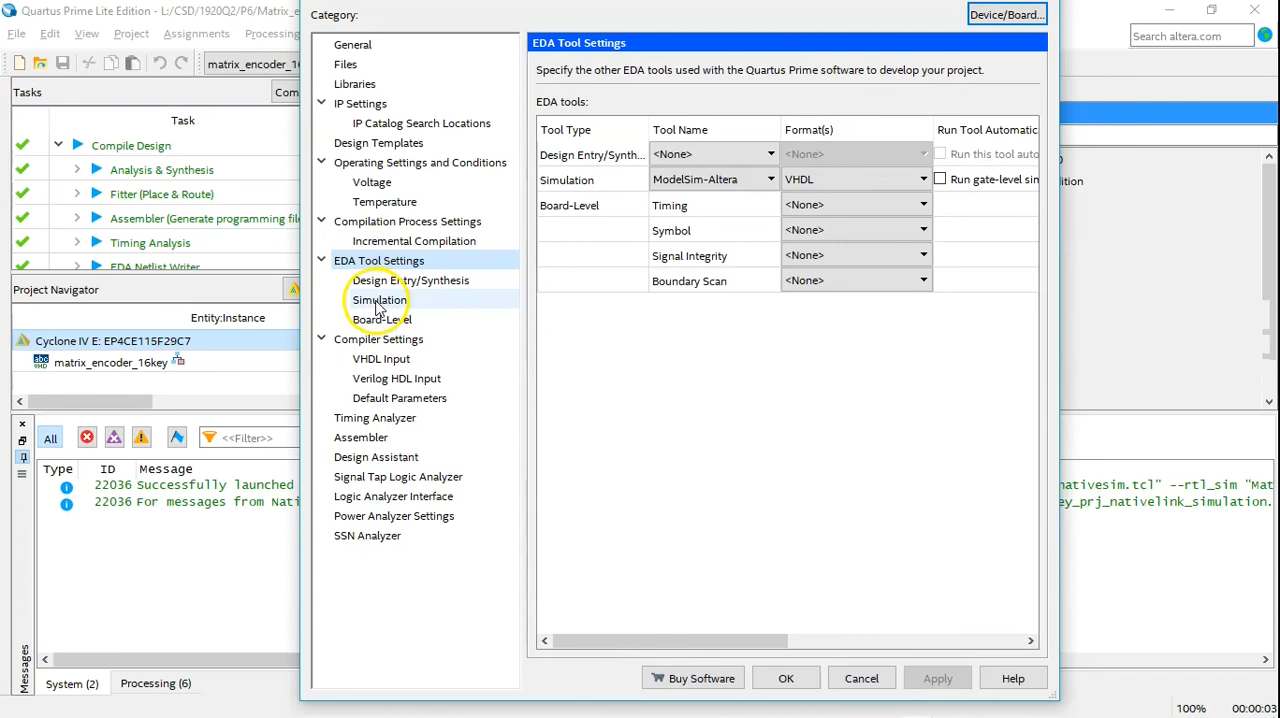 Quartus Prime Lite Edition - L:/CSD/1920Q2/P6/Matrix_e
File Edit View Project Assignments Processing
Search altera.com
matrix_encoder_1
Tasks
Com
Task
Compile Design
Analysis & Synthesis
Fitter (Place & Route)
Assembler (Generate programming file
Timing Analysis
EDA Netlist Writer
Project Navigator
Entity:Instance
Cyclone IV E: EP4CE115F29C7
abc
VHD
matrix_encoder_16key
All
<<Filter>>
Type ID Message
22036 Successfully launched
nativesim.tcl" --rtl_sim "Mat
22036 For messages from Nat
ey_prj_nativelink_simulation.
Messages
System (2)
Processing (6)
100%
00:00:03
dition
Category:
Device/Board...
General
Files
Libraries
IP Settings
IP Catalog Search Locations
Design Templates
Operating Settings and Conditions
Voltage
Temperature
Compilation Process Settings
Incremental Compilation
EDA Tool Settings
Design Entry/Synthesis
Simulation
Board-Level
Compiler Settings
VHDL Input
Verilog HDL Input
Default Parameters
Timing Analyzer
Assembler
Design Assistant
Signal Tap Logic Analyzer
Logic Analyzer Interface
Power Analyzer Settings
SSN Analyzer
EDA Tool Settings
Specify the other EDA tools used with the Quartus Prime software to develop your project.
EDA tools:
Tool Type Tool Name Format(s) Run Tool Automatic
Design Entry/Synth... <None> <None> Run this tool auto
Simulation ModelSim-Altera VHDL Run gate-level sim
Board-Level Timing <None>
Symbol <None>
Signal Integrity <None>
Boundary Scan <None>
Buy Software
OK
Cancel
Apply
Help